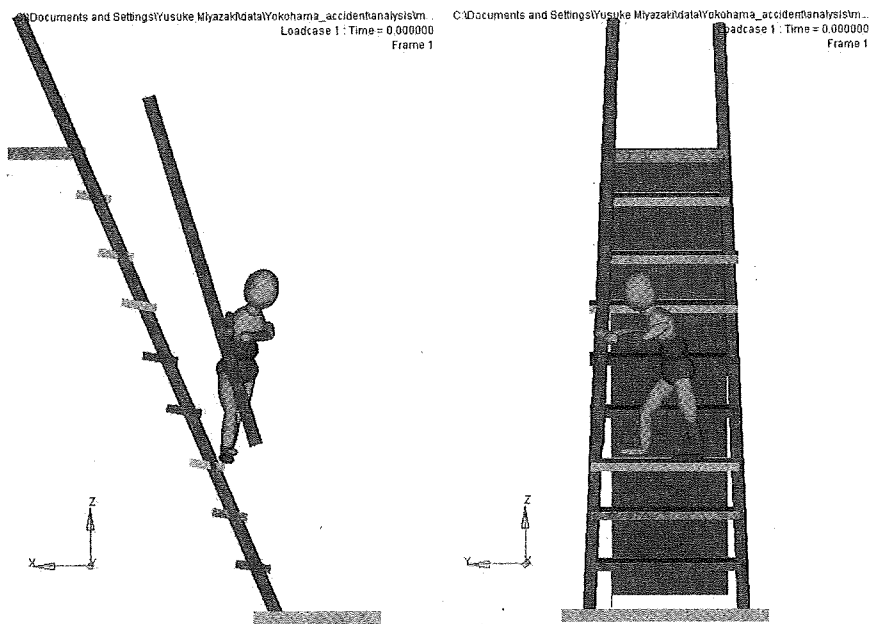 C:\Documents and Settings\Yusuke Miyazaki\data\Yokohama_accident\analysis\m...
Loadcase 1 : Time = 0.000000
Frame 1
Z
X
Y
C:\Documents and Settings\Yusuke Miyazaki\data\Yokohama_accident\analysis\m...
Loadcase 1 : Time = 0.000000
Frame 1
Z
Y
X